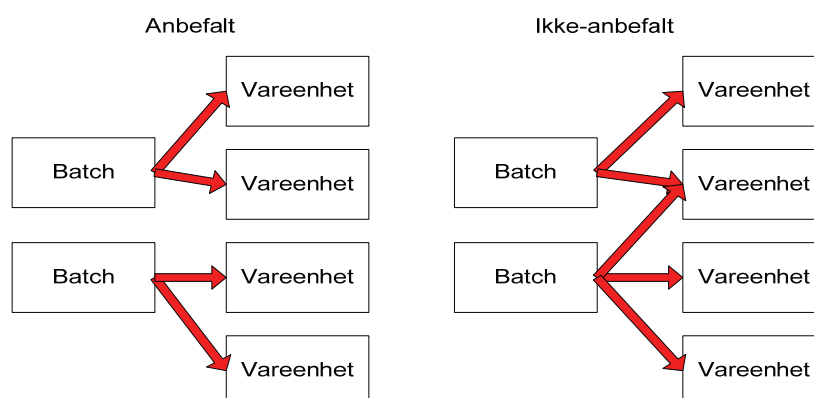 Anbefalt
Vareenhet
Batch
Vareenhet
Batch
Vareenhet
Vareenhet
Ikke-anbefalt
Vareenhet
Batch
Vareenhet
Batch
Vareenhet
Vareenhet